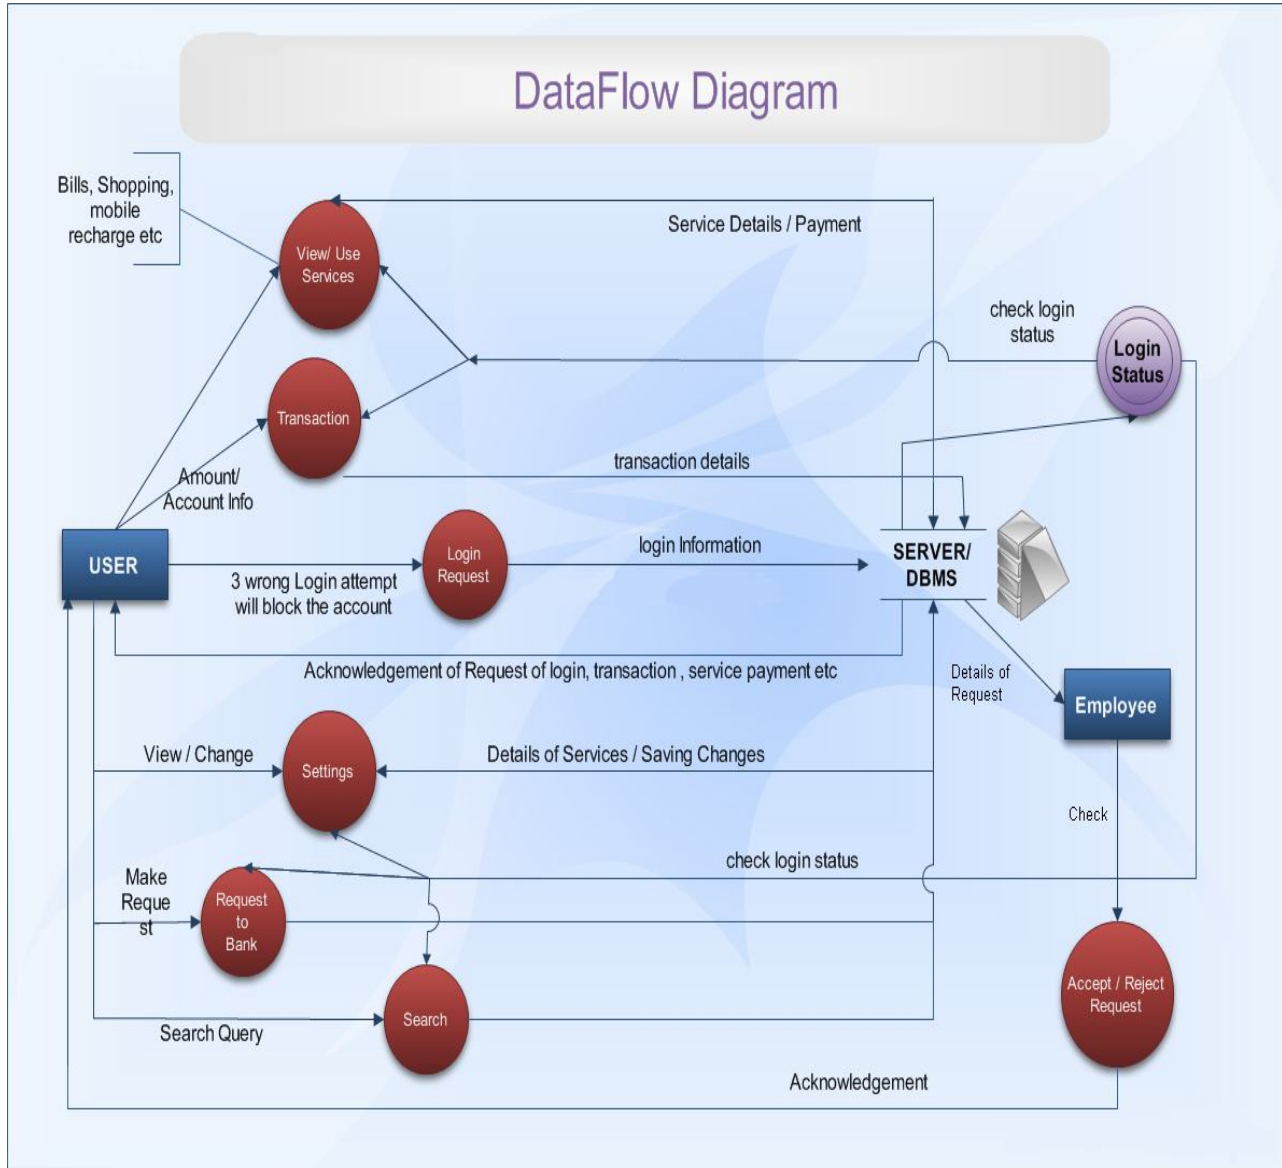 DataFlow Diagram
Bills, Shopping,
mobile
recharge etc
View/ Use
Services
Service Details / Payment
check login
status
Login
Status
Transaction
Amount/
Account Info
transaction details
USER
Login
Request
3 wrong Login attempt
will block the account
login Information
SERVER/
DBMS
Acknowledgement of Request of login, transaction , service payment etc
Details of
Request
Employee
View / Change
Settings
Details of Services / Saving Changes
Check
check login status
Make
Reque
st
Request
to
Bank
Search Query
Search
Accept / Reject
Request
Acknowledgement